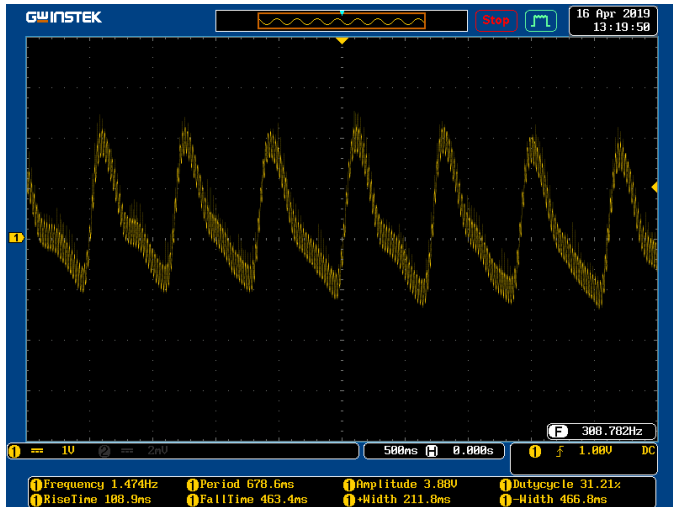 GWINSTEK
Stop
16 Apr 2019
13:19:50
1
F 308.782Hz
1 1V 2 2mV
500ms H 0.000s
1 1.00V DC
1 Frequency 1.474Hz 1 Period 678.6ms 1 Amplitude 3.88V 1 Dutycycle 31.21%
1 RiseTime 108.9ms 1 FallTime 463.4ms 1 +Width 211.8ms 1 -Width 466.8ms